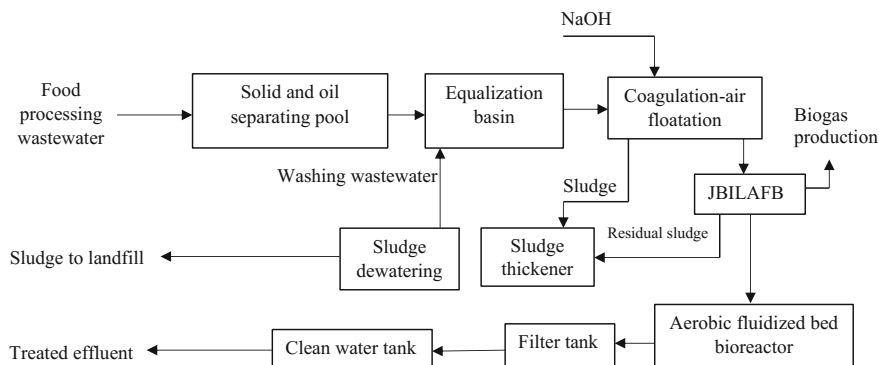 NaOH
Food
processing
wastewater
Solid and oil
separating pool
Equalization
basin
Coagulation-air
floatation
Biogas
production
Washing wastewater
Sludge
JBILAFB
Sludge to landfill
Sludge
dewatering
Sludge
thickener
Residual sludge
Treated effluent
Clean water tank
Filter tank
Aerobic fluidized bed
bioreactor